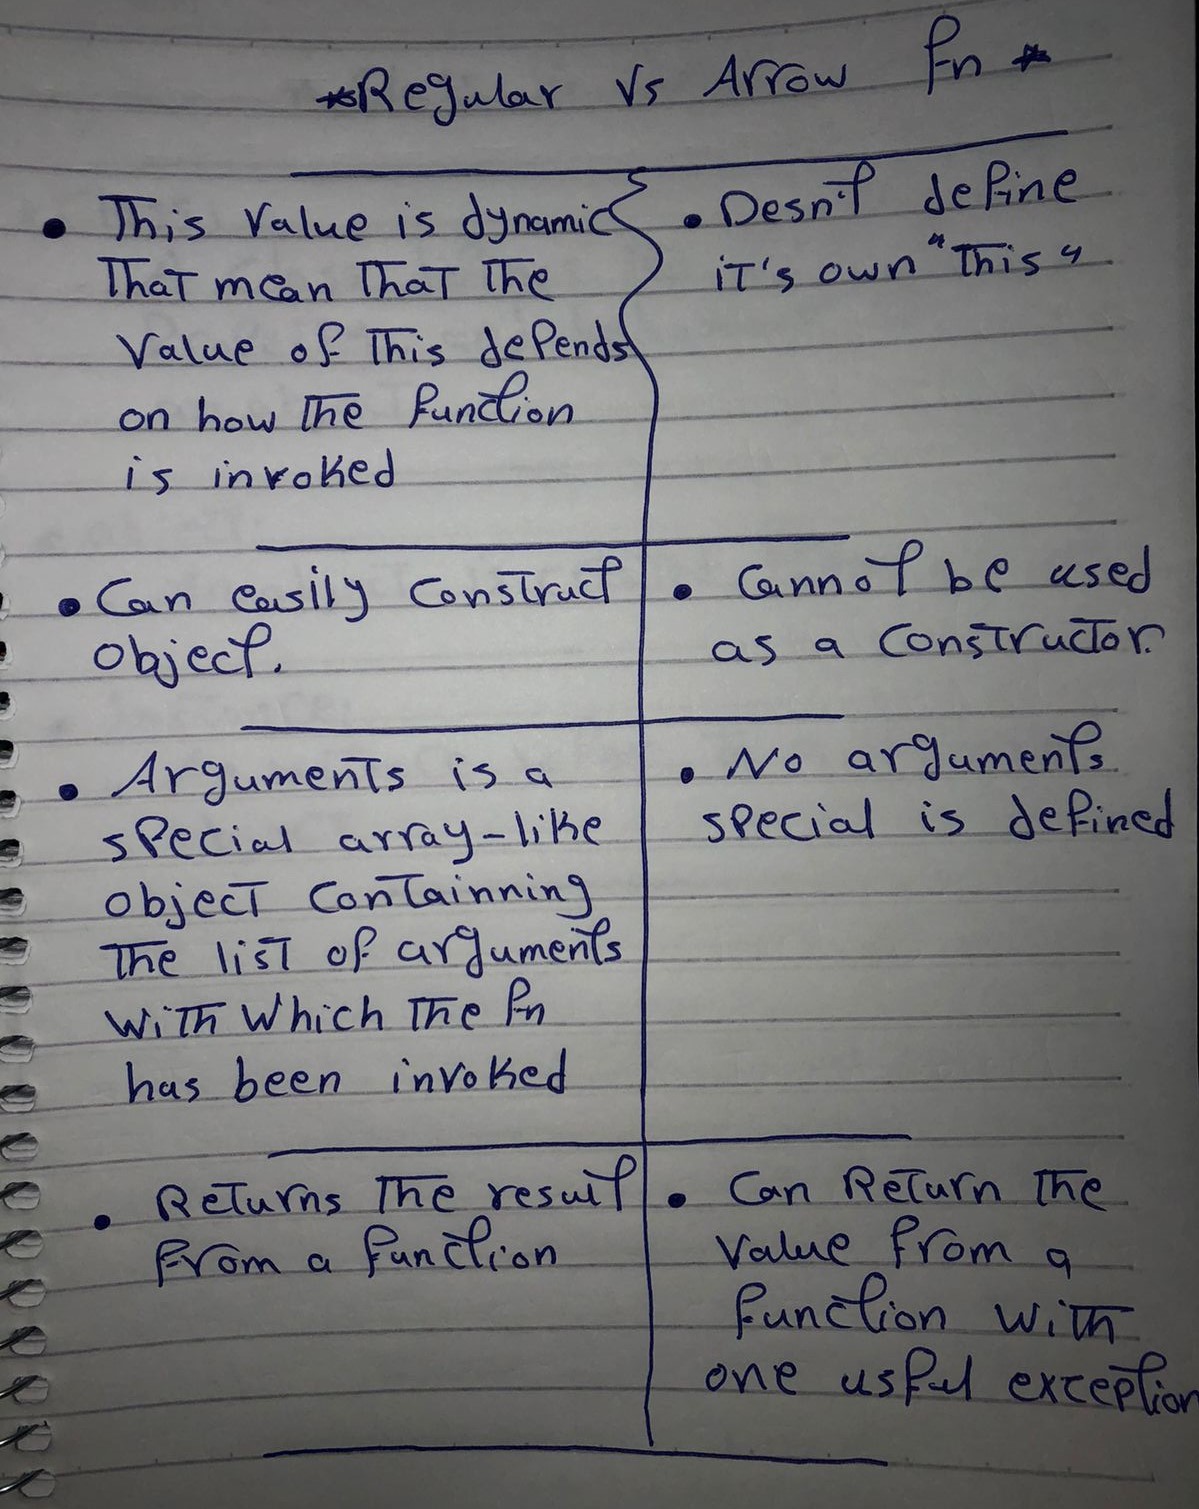 *Regular Vs Arrow fn *
• This Value is dynamic
That mean That The
Value of This depends
on how The function
is invoked
• Desn't define
iT's own "This"
• Can easily Construct
Object.
• Cannot be used
as a Constructor.
• Arguments is a
special array-like
object Containning
The list of arguments
with Which The fn
has been invoked
• No arguments
special is defined
• Returns The result
from a function
• Can Return The
Value from a
function with
one usful exception